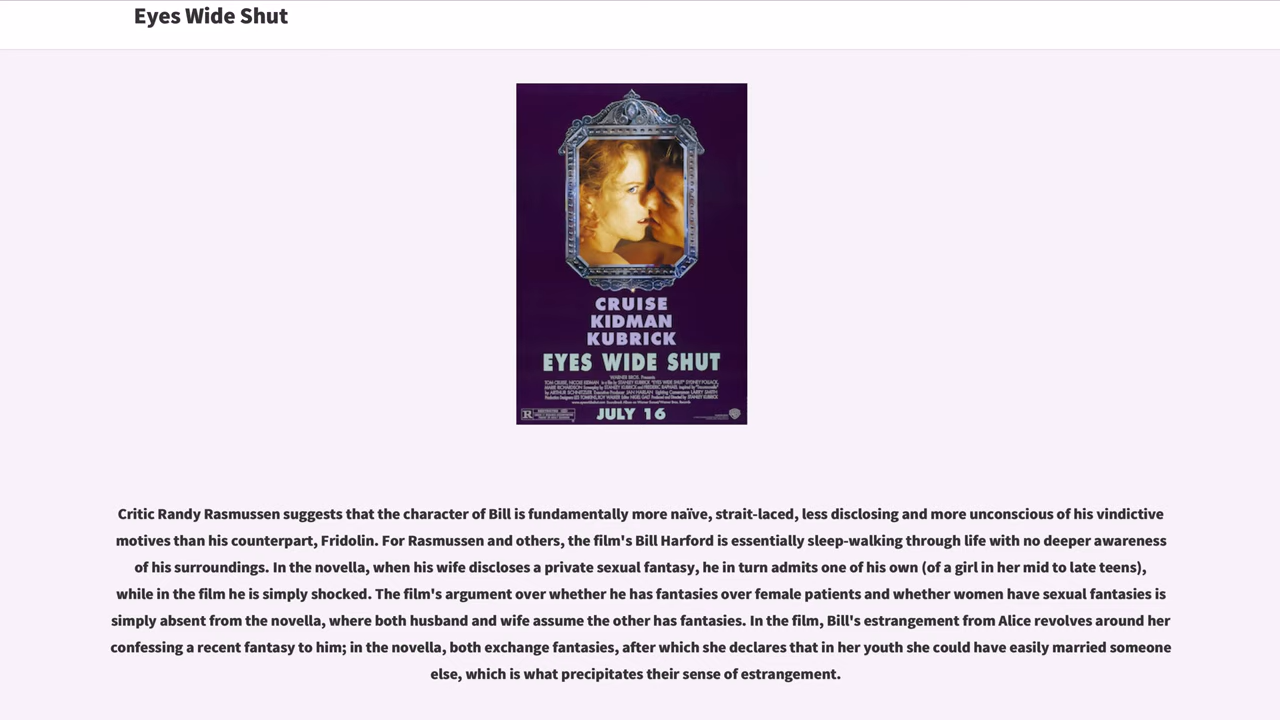 Eyes Wide Shut
CRUISE
KIDMAN
KUBRICK
EYES WIDE SHUT
JULY 16
Critic Randy Rasmussen suggests that the character of Bill is fundamentally more naïve, strait-laced, less disclosing and more unconscious of his vindictive
motives than his counterpart, Fridolin. For Rasmussen and others, the film's Bill Harford is essentially sleep-walking through life with no deeper awareness
of his surroundings. In the novella, when his wife discloses a private sexual fantasy, he in turn admits one of his own (of a girl in her mid to late teens),
while in the film he is simply shocked. The film's argument over whether he has fantasies over female patients and whether women have sexual fantasies is
simply absent from the novella, where both husband and wife assume the other has fantasies. In the film, Bill's estrangement from Alice revolves around her
confessing a recent fantasy to him; in the novella, both exchange fantasies, after which she declares that in her youth she could have easily married someone
else, which is what precipitates their sense of estrangement.